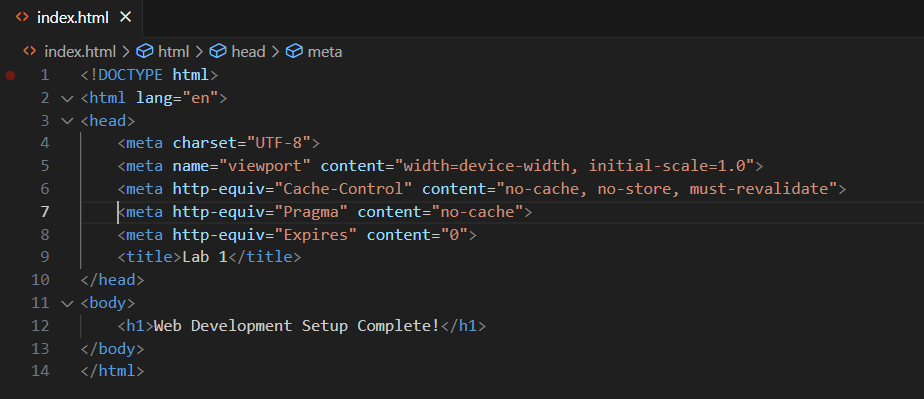 index.html
index.html > html > head > meta
1 <!DOCTYPE html>
2 <html lang="en">
3 <head>
4 <meta charset="UTF-8">
5 <meta name="viewport" content="width=device-width, initial-scale=1.0">
6 <meta http-equiv="Cache-Control" content="no-cache, no-store, must-revalidate">
7 <meta http-equiv="Pragma" content="no-cache">
8 <meta http-equiv="Expires" content="0">
9 <title>Lab 1</title>
10 </head>
11 <body>
12 <h1>Web Development Setup Complete!</h1>
13 </body>
14 </html>